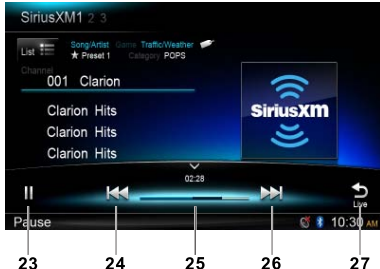 SiriusXM1 2 3
List
Song/Artist Game Traffic/Weather
★ Preset 1 Category POPS
Channel
001 Clarion
Clarion Hits
Clarion Hits
Clarion Hits
SiriusXM
02:28
Live
Pause
10:30 AM
23 24 25 26 27